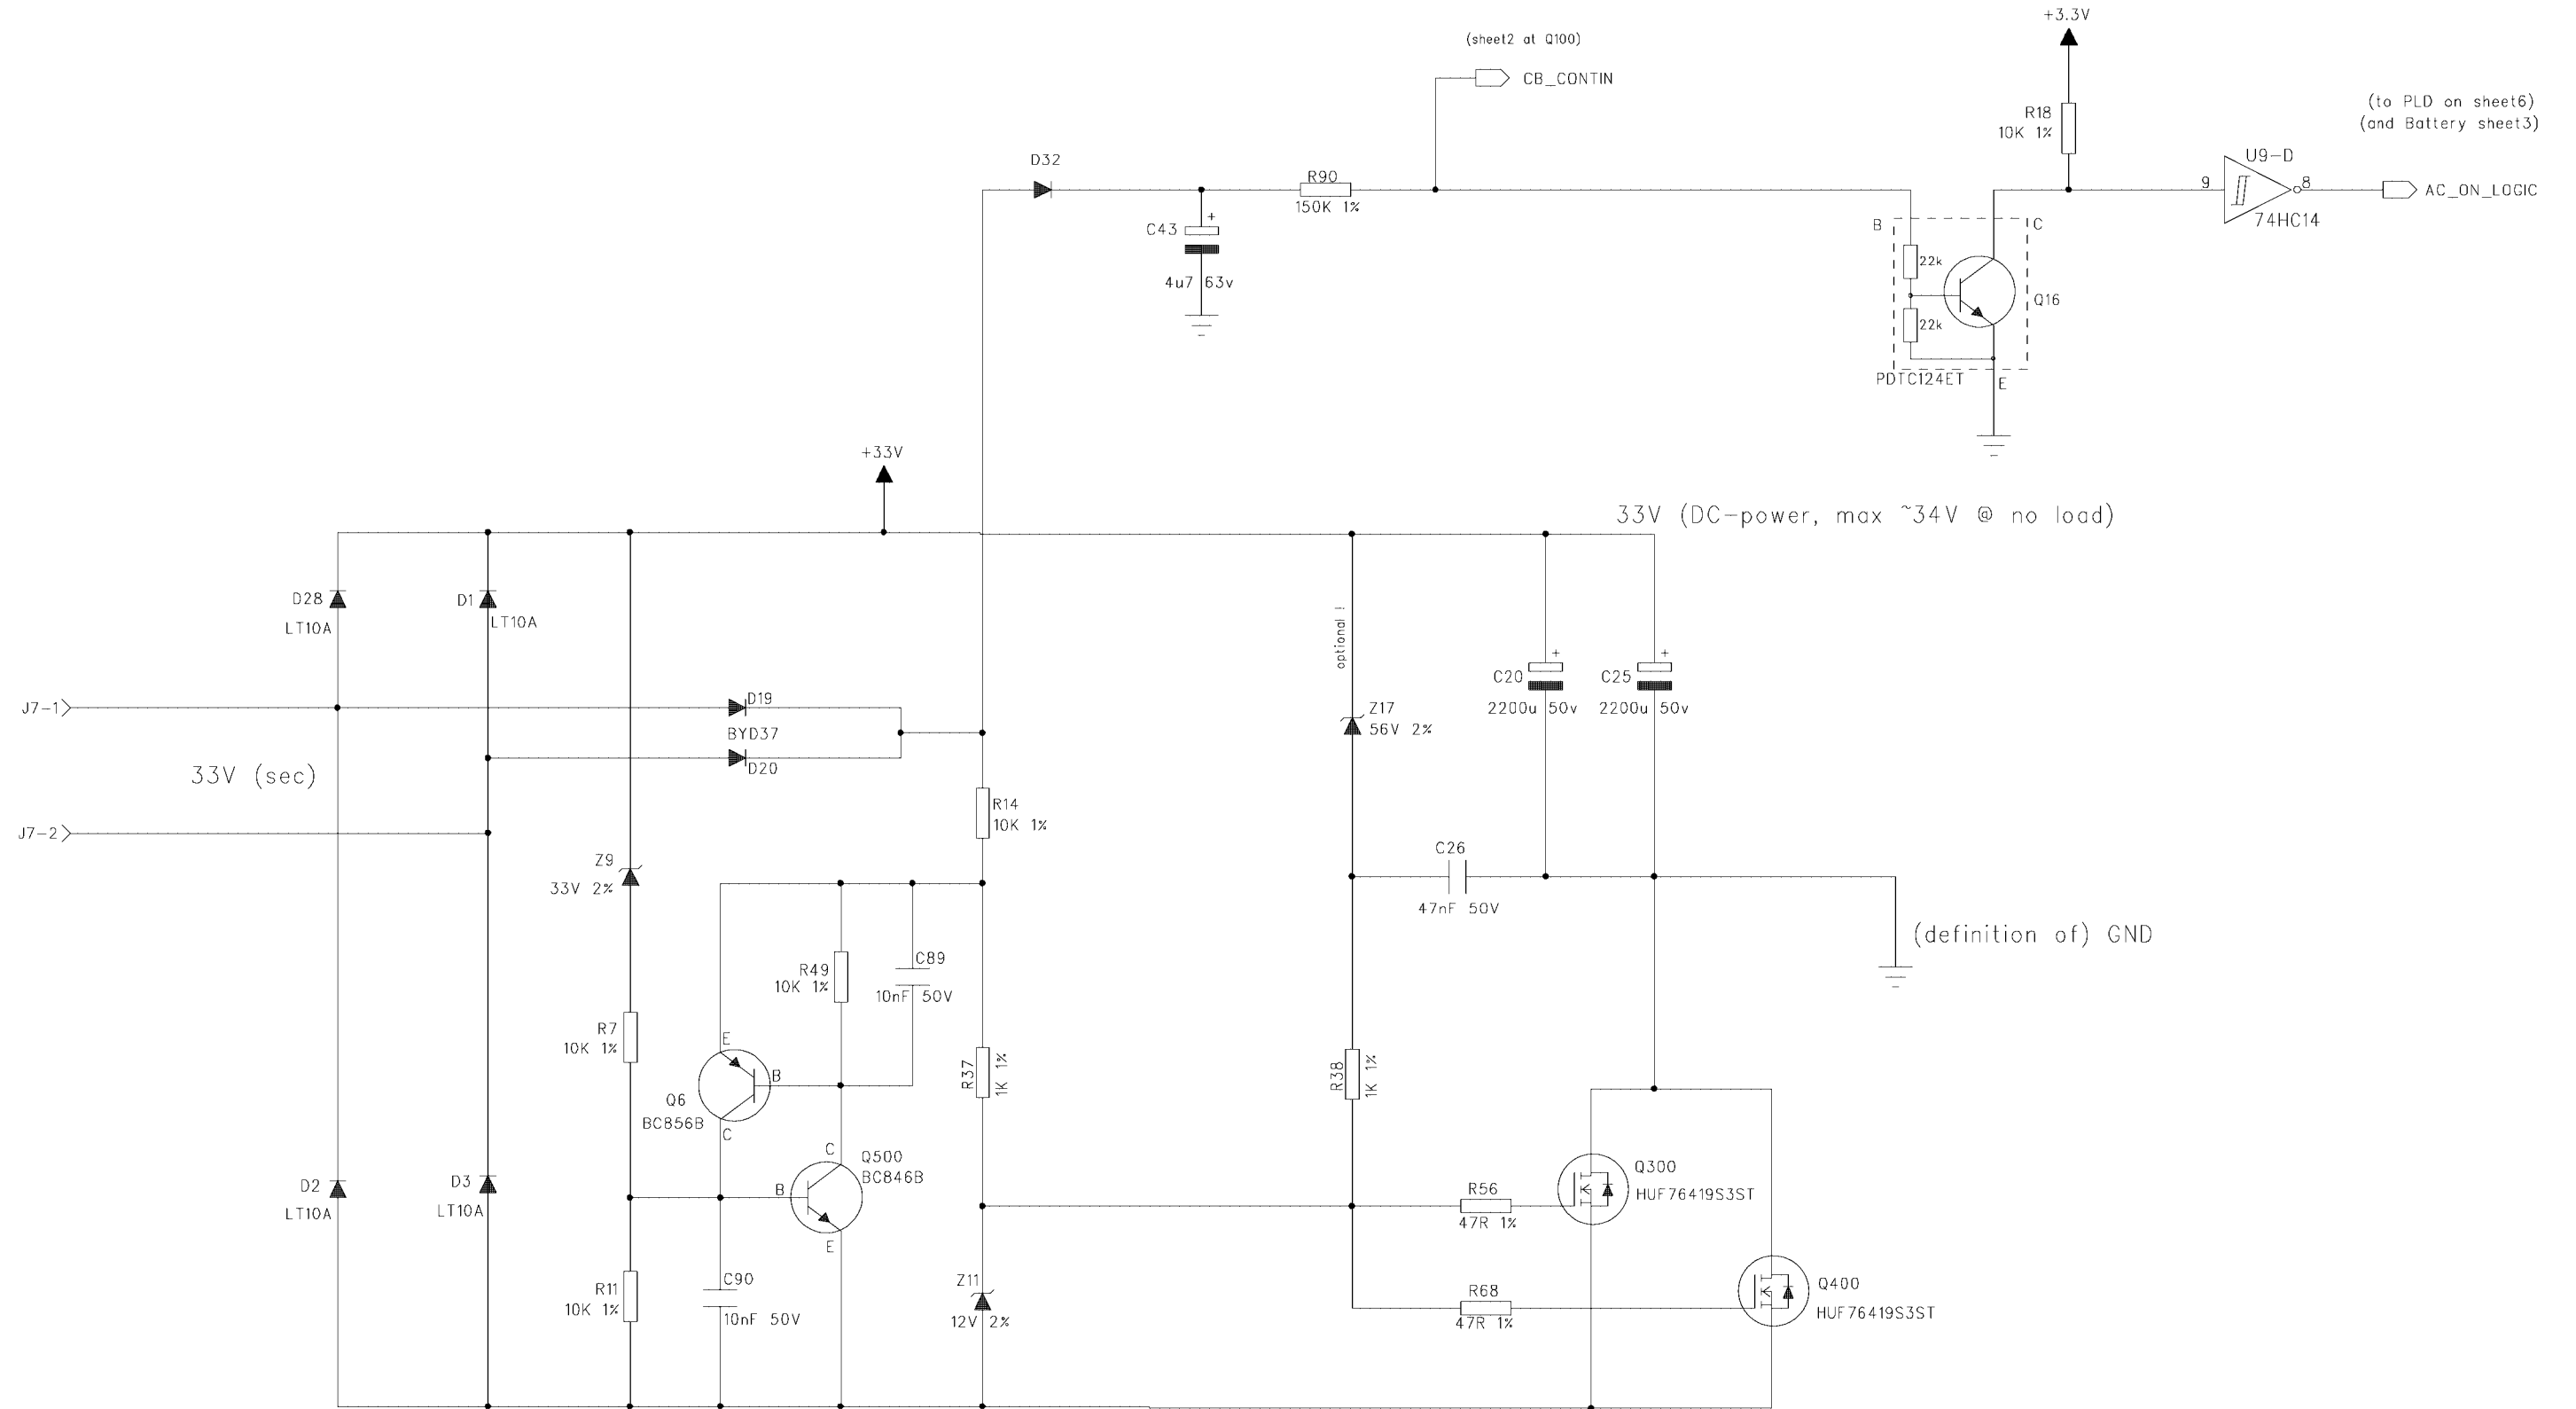 +3.3V
(sheet2 at Q100)
CB_CONTIN
(to PLD on sheet6)
(and Battery sheet3)
R18
10K 1%
D32
R90
150K 1%
U9-D
9
8
AC_ON_LOGIC
74HC14
C43
+
4u7 63v
B
C
22k
22k
Q16
PDTC124ET
E
+33V
33V (DC-power, max ~34V @ no load)
D28
LT10A
D1
LT10A
optional !
C20
+
2200u 50v
C25
+
2200u 50v
J7-1
D19
BYD37
D20
Z17
56V 2%
33V (sec)
J7-2
R14
10K 1%
Z9
33V 2%
C26
47nF 50V
(definition of) GND
R49
10K 1%
C89
10nF 50V
R7
10K 1%
E
B
Q6
BC856B
C
R37
1K 1%
R38
1K 1%
C
Q500
BC846B
B
E
D2
LT10A
D3
LT10A
Q300
HUF76419S3ST
R56
47R 1%
R11
10K 1%
C90
10nF 50V
Z11
12V 2%
R68
47R 1%
Q400
HUF76419S3ST